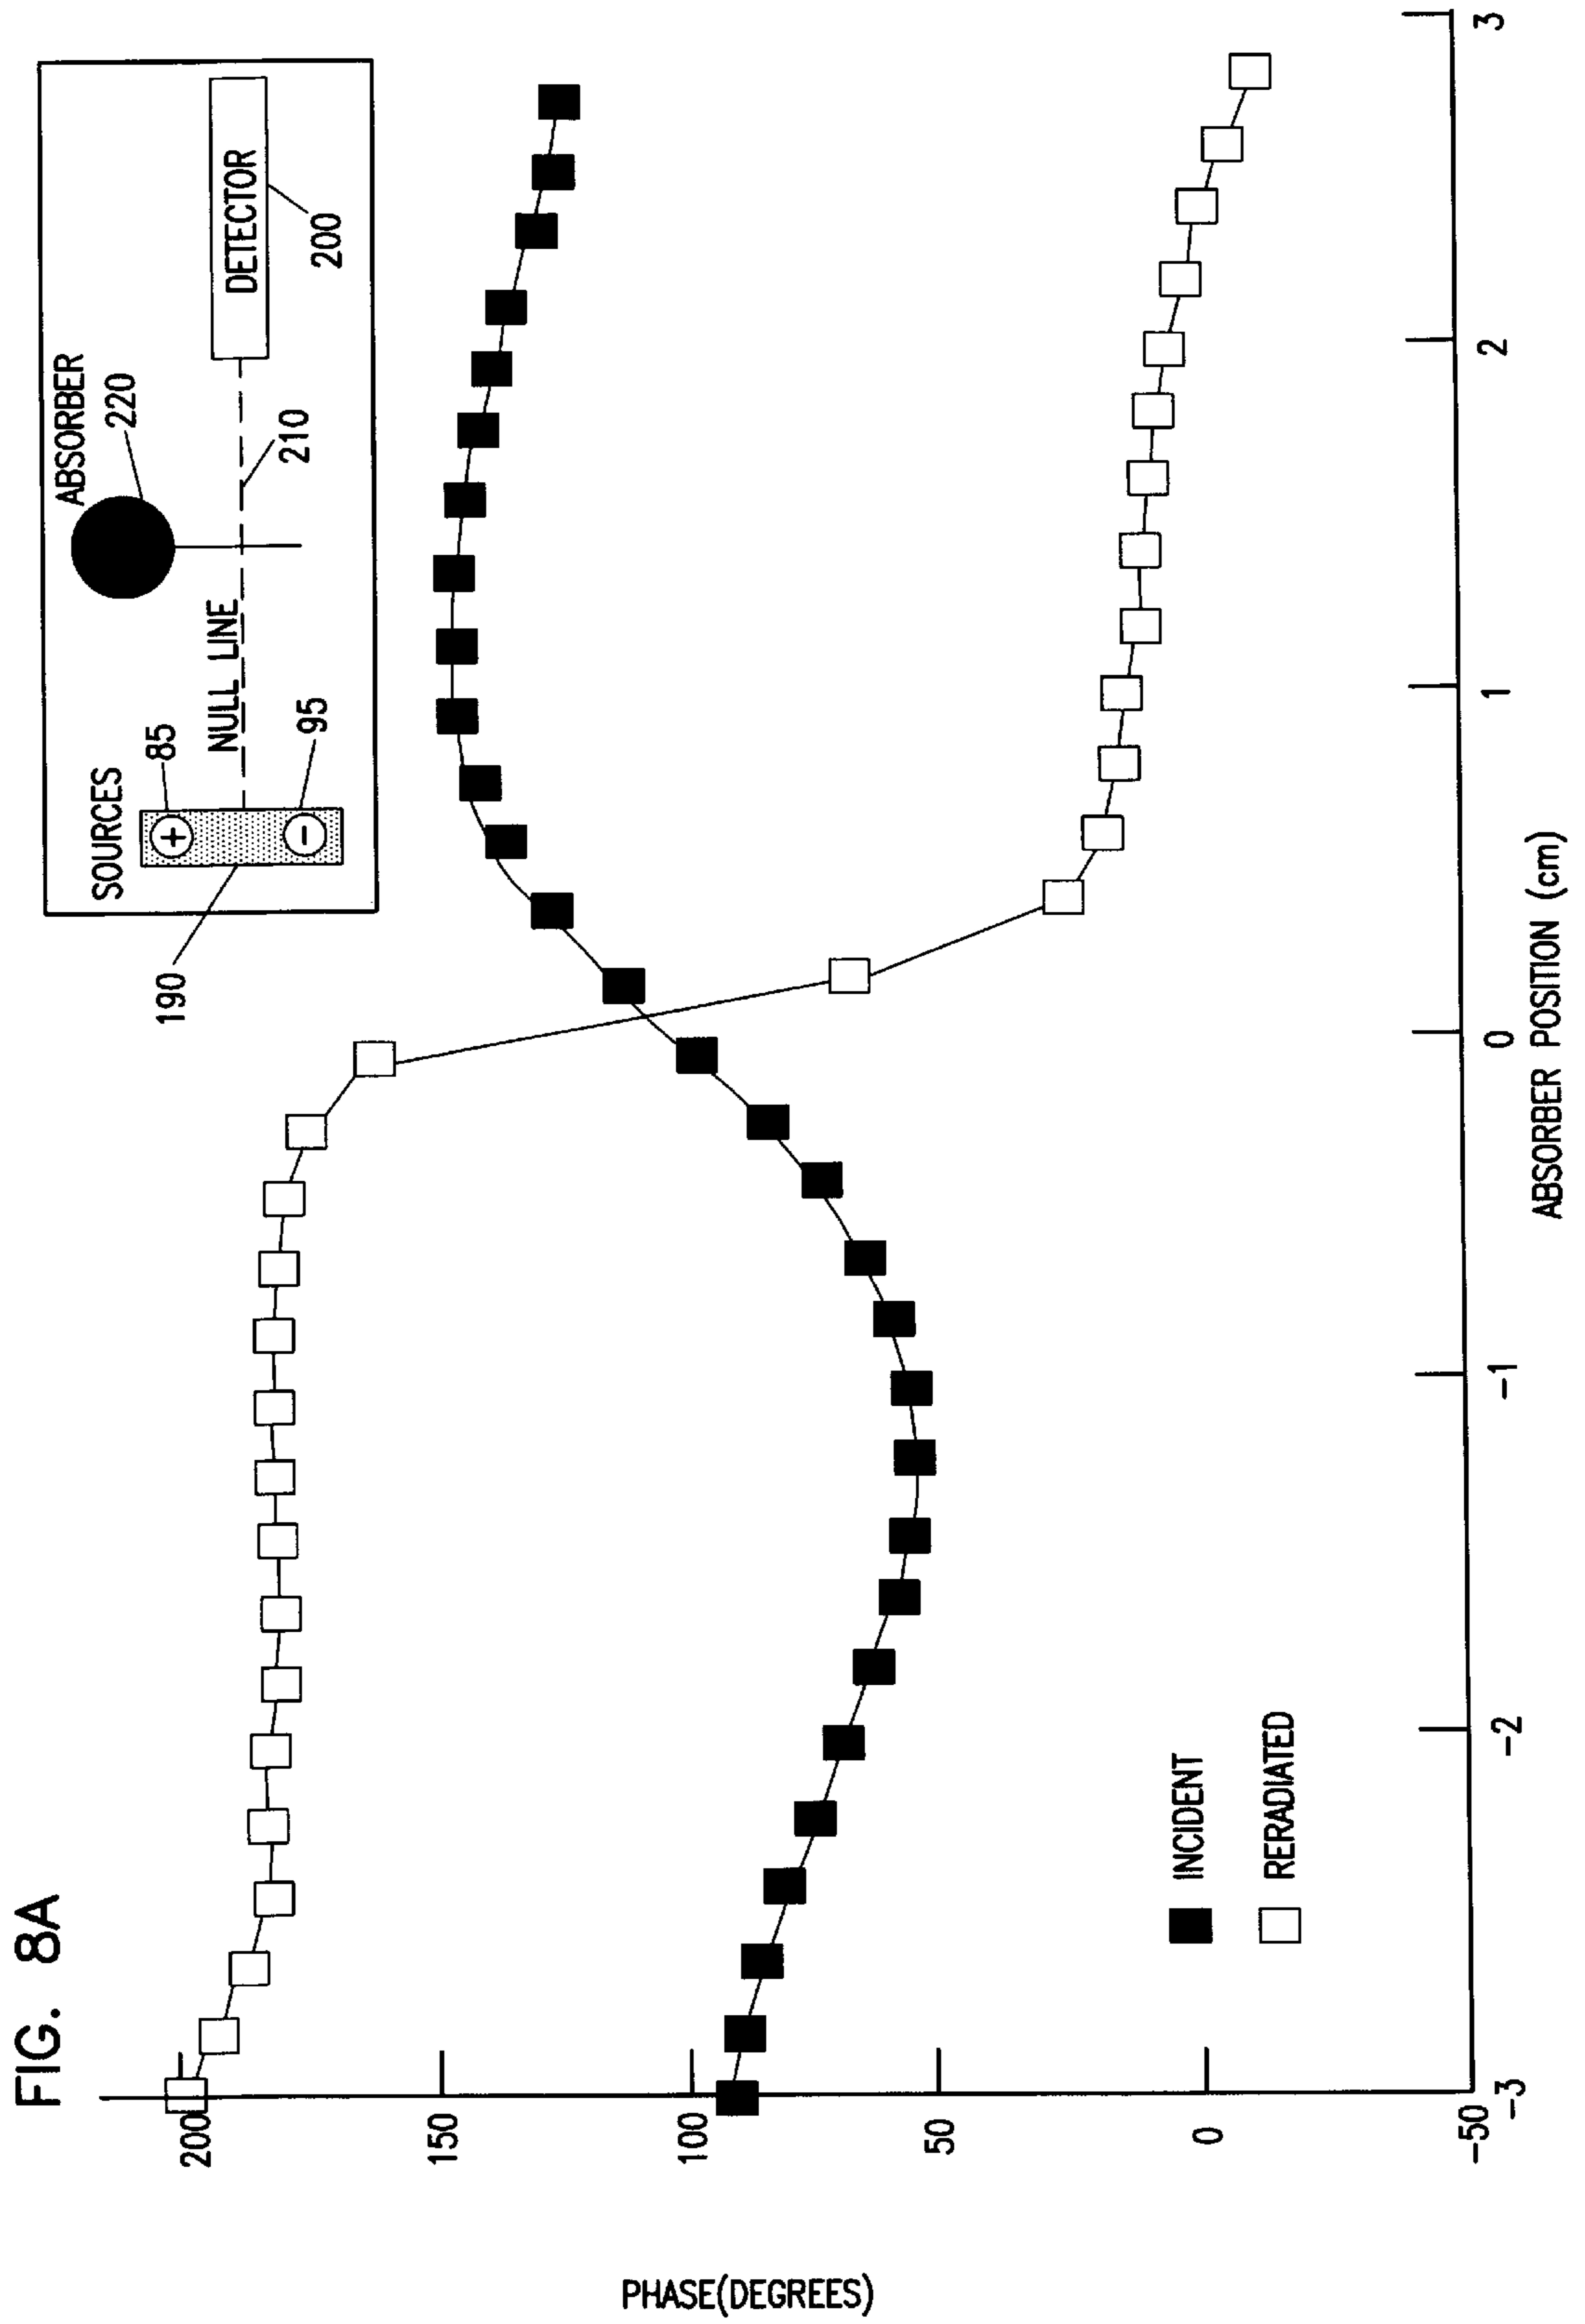 FIG. 8A
SOURCES
85
95
190
NULL LINE
210
ABSORBER
220
DETECTOR
200
+
−
PHASE(DEGREES)
200
150
100
50
0
-50
INCIDENT
RERADIATED
-3
-2
-1
0
1
2
3
ABSORBER POSITION (cm)